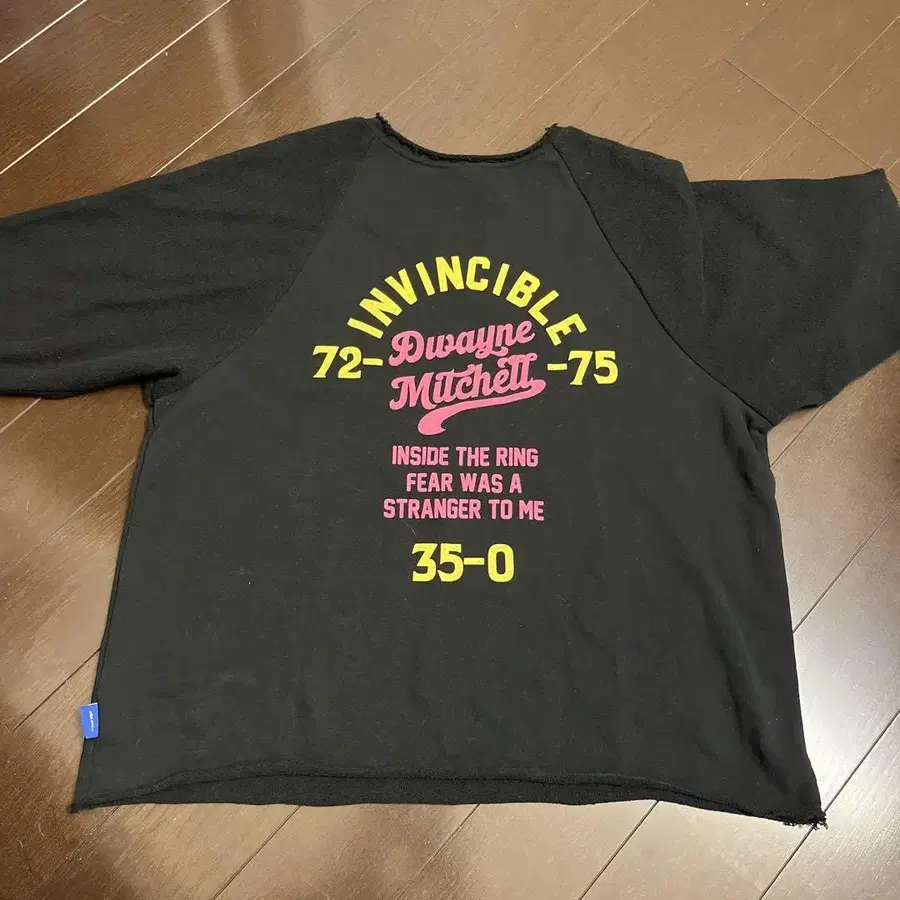 INVINCIBLE
72- Dwayne -75
Mitchell
INSIDE THE RING
FEAR WAS A
STRANGER TO ME
35-0